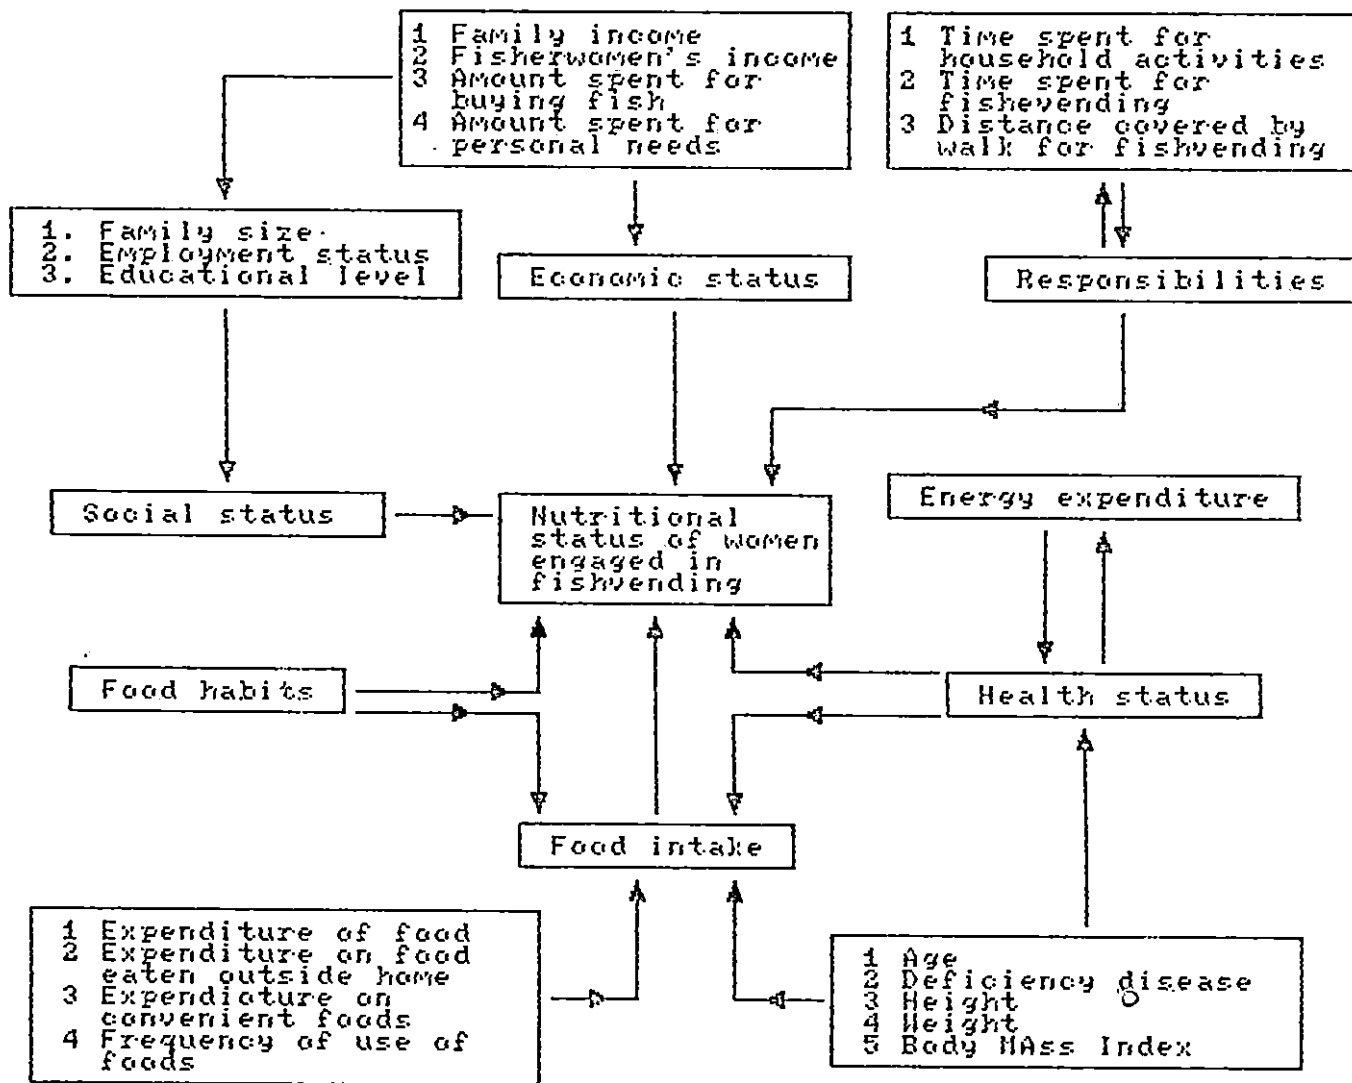 1 Family income
2 Fisherwomen's income
3 Amount spent for
buying fish
4 Amount spent for
personal needs
1 Time spent for
household activities
2 Time spent for
fishevending
3 Distance covered by
walk for fishvending
1. Family size
2. Employment status
3. Educational level
Economic status
Responsibilities
Social status
Nutritional
status of women
engaged in
fishvending
Energy expenditure
Food habits
Health status
Food intake
1 Expenditure of food
2 Expenditure on food
eaten outside home
3 Expendicture on
convenient foods
4 Frequency of use of
foods
1 Age
2 Deficiency disease
3 Height
4 Weight
5 Body MAss Index